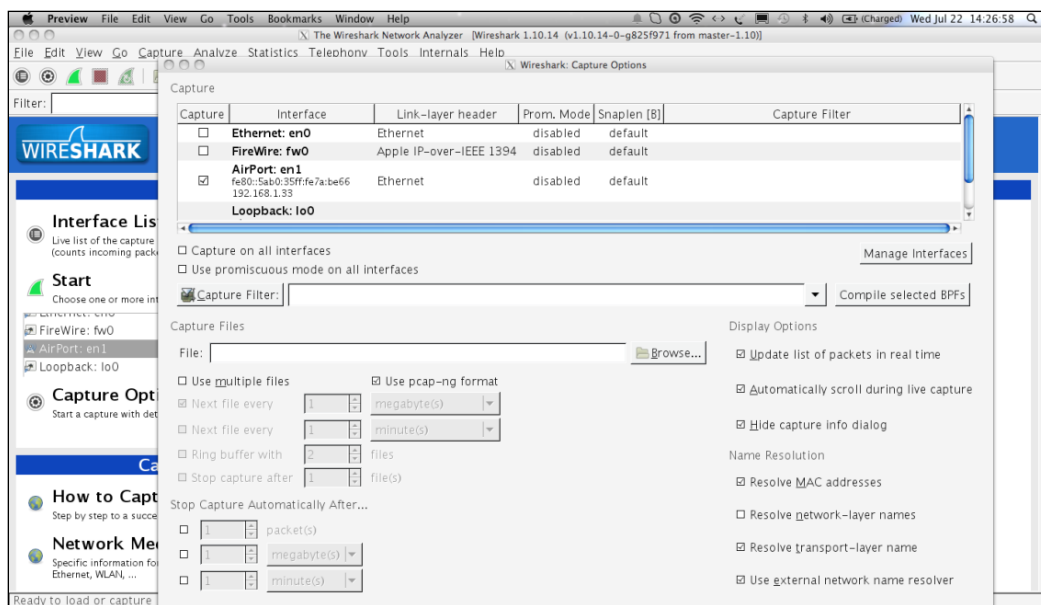 Preview File Edit View Go Tools Bookmarks Window Help (Charged) Wed Jul 22 14:26:58
The Wireshark Network Analyzer [Wireshark 1.10.14 (v1.10.14-0-g825f971 from master-1.10)]
File Edit View Go Capture Analyze Statistics Telephony Tools Internals Help
Wireshark: Capture Options
Filter:
WIRESHARK
Interface Lis
Live list of the capture
(counts incoming pack
Start
Choose one or more int
Ethernet: en0
FireWire: fw0
AirPort: en1
Loopback: lo0
Capture Opti
Start a capture with det
Ca
How to Capt
Step by step to a succe
Network Me
Specific information fo
Ethernet, WLAN, ...
Ready to load or capture
Capture
Capture Interface Link-layer header Prom. Mode Snaplen [B] Capture Filter
Ethernet: en0 Ethernet disabled default
FireWire: fw0 Apple IP-over-IEEE 1394 disabled default
AirPort: en1
fe80::5ab0:35ff:fe7a:be66 Ethernet disabled default
192.168.1.33
Loopback: lo0
Capture on all interfaces
Manage Interfaces
Use promiscuous mode on all interfaces
Capture Filter: Compile selected BPFs
Capture Files
File: Browse...
Use multiple files Use pcap-ng format
Next file every 1 megabyte(s)
Next file every 1 minute(s)
Ring buffer with 2 files
Stop capture after 1 file(s)
Stop Capture Automatically After...
1 packet(s)
1 megabyte(s)
1 minute(s)
Display Options
Update list of packets in real time
Automatically scroll during live capture
Hide capture info dialog
Name Resolution
Resolve MAC addresses
Resolve network-layer names
Resolve transport-layer name
Use external network name resolver